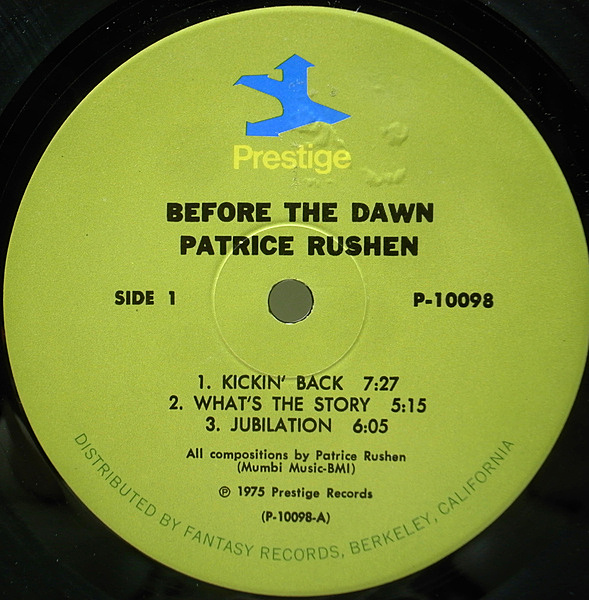 Prestige
BEFORE THE DAWN
PATRICE RUSHEN
SIDE 1
P-10098
1. KICKIN' BACK 7:27
2. WHAT'S THE STORY 5:15
3. JUBILATION 6:05
All compositions by Patrice Rushen
(Mumbi Music-BMI)
℗ 1975 Prestige Records
(P-10098-A)
DISTRIBUTED BY FANTASY RECORDS, BERKELEY, CALIFORNIA